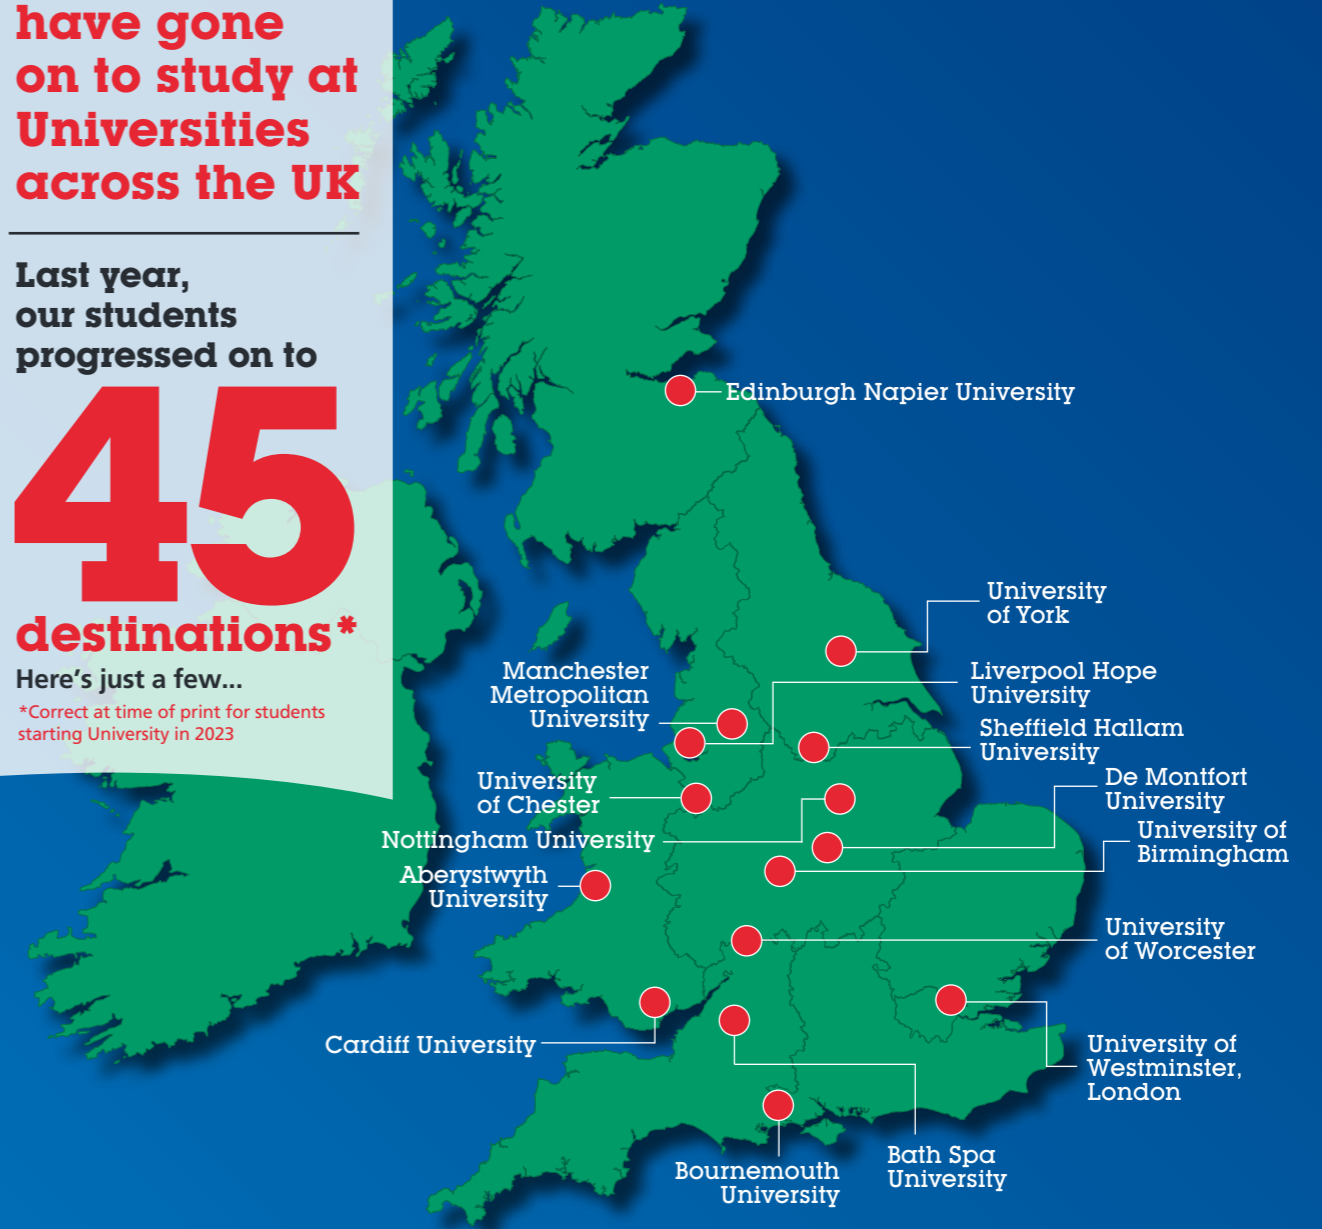 have gone
on to study at
Universities
across the UK
Last year,
our students
progressed on to
45
destinations*
Here’s just a few...
*Correct at time of print for students
starting University in 2023
Edinburgh Napier University
University
of York
Manchester
Metropolitan
University
Liverpool Hope
University
Sheffield Hallam
University
University
of Chester
De Montfort
University
Nottingham University
University of
Birmingham
Aberystwyth
University
University
of Worcester
Cardiff University
University of
Westminster,
London
Bath Spa
University
Bournemouth
University